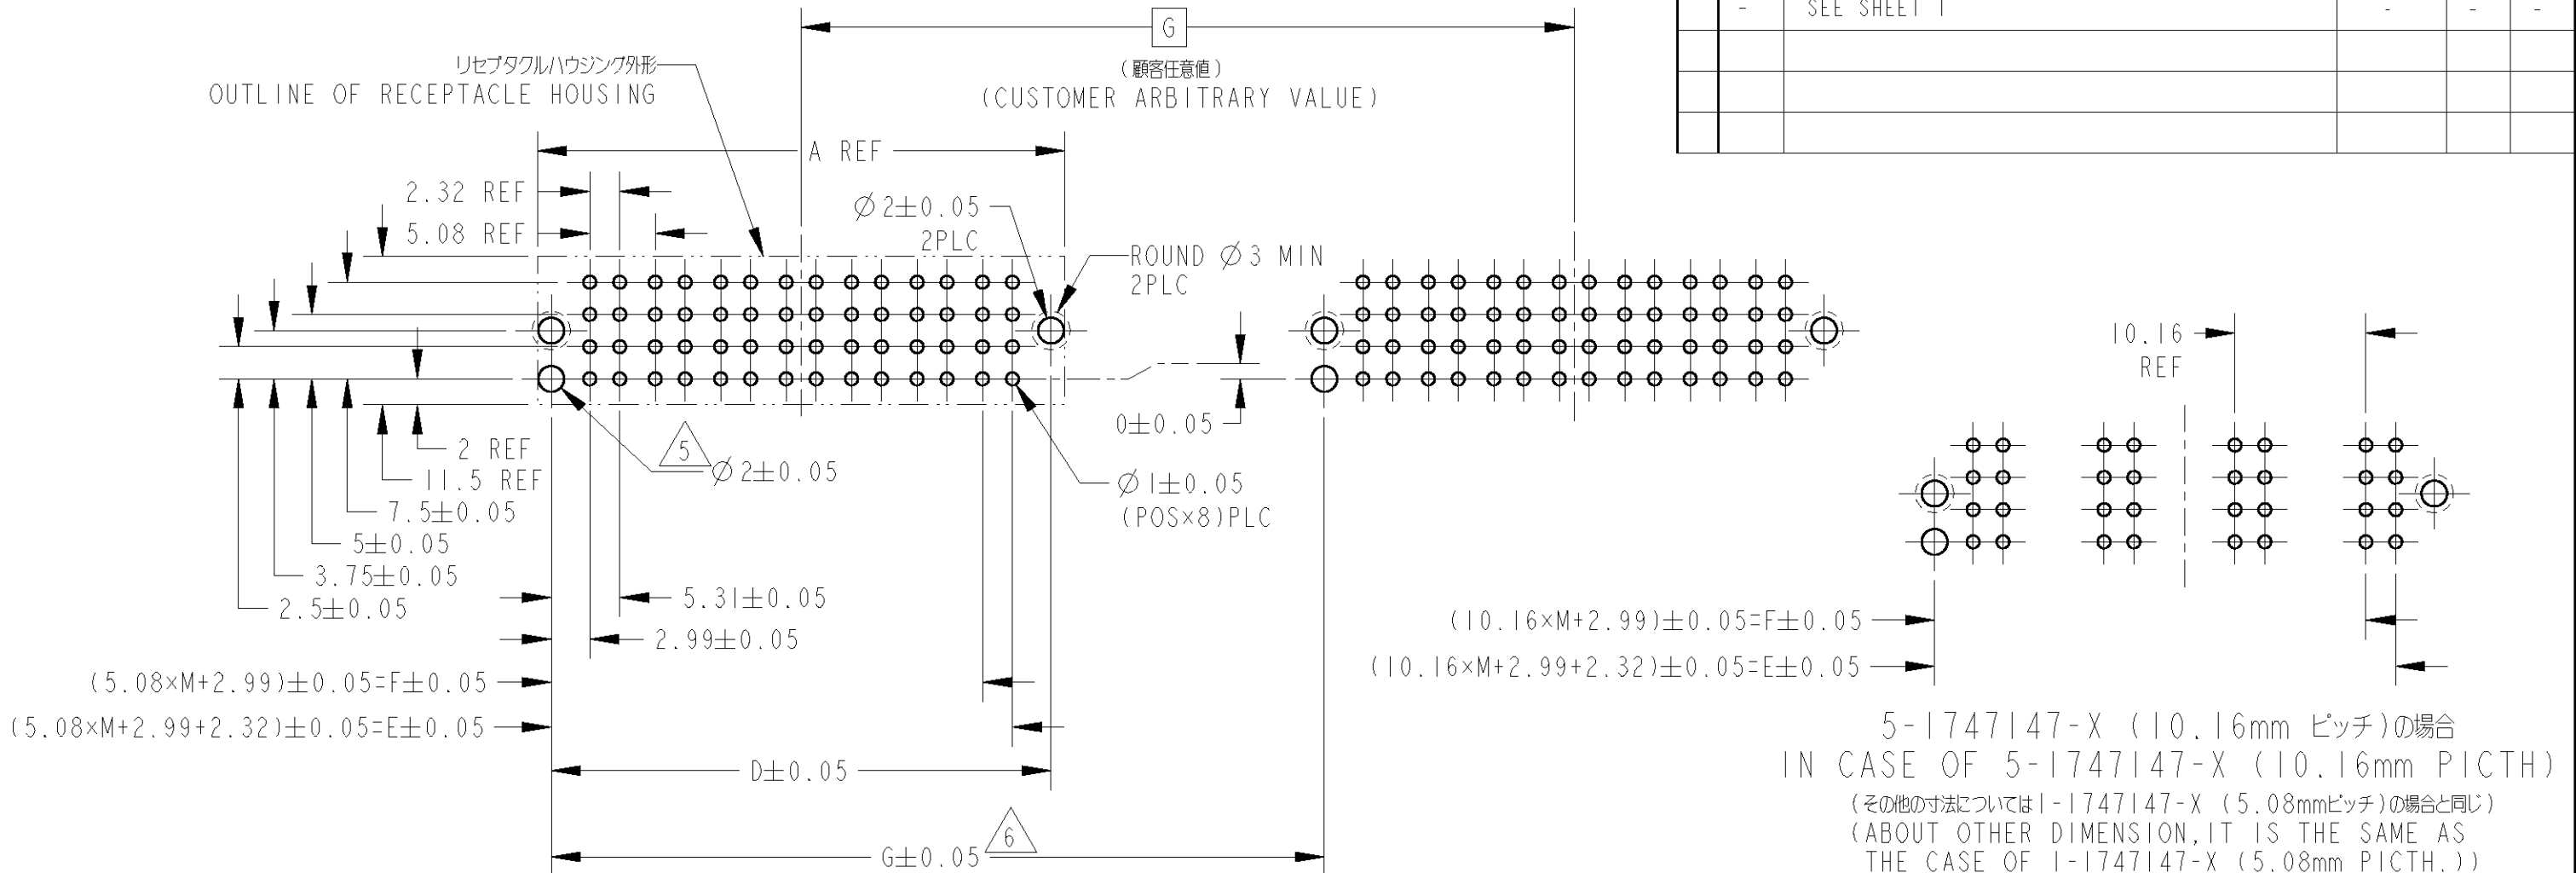 - SEE SHEET 1 - - -
G
(顧客任意値)
(CUSTOMER ARBITRARY VALUE)
リセプタクルハウジング外形
OUTLINE OF RECEPTACLE HOUSING
A REF
2.32 REF
5.08 REF
∅2±0.05
2PLC
ROUND ∅3 MIN
2PLC
10.16
REF
0±0.05
2 REF
11.5 REF
7.5±0.05
5±0.05
3.75±0.05
2.5±0.05
5
∅2±0.05
∅1±0.05
(POS×8)PLC
5.31±0.05
2.99±0.05
(5.08×M+2.99)±0.05=F±0.05
(5.08×M+2.99+2.32)±0.05=E±0.05
(10.16×M+2.99)±0.05=F±0.05
(10.16×M+2.99+2.32)±0.05=E±0.05
D±0.05
G±0.05
6
5-1747147-X (10.16mm ピッチ)の場合
IN CASE OF 5-1747147-X (10.16mm PICTH)
(その他の寸法については1-1747147-X (5.08mmピッチ)の場合と同じ)
(ABOUT OTHER DIMENSION,IT IS THE SAME AS
THE CASE OF 1-1747147-X (5.08mm PICTH.))